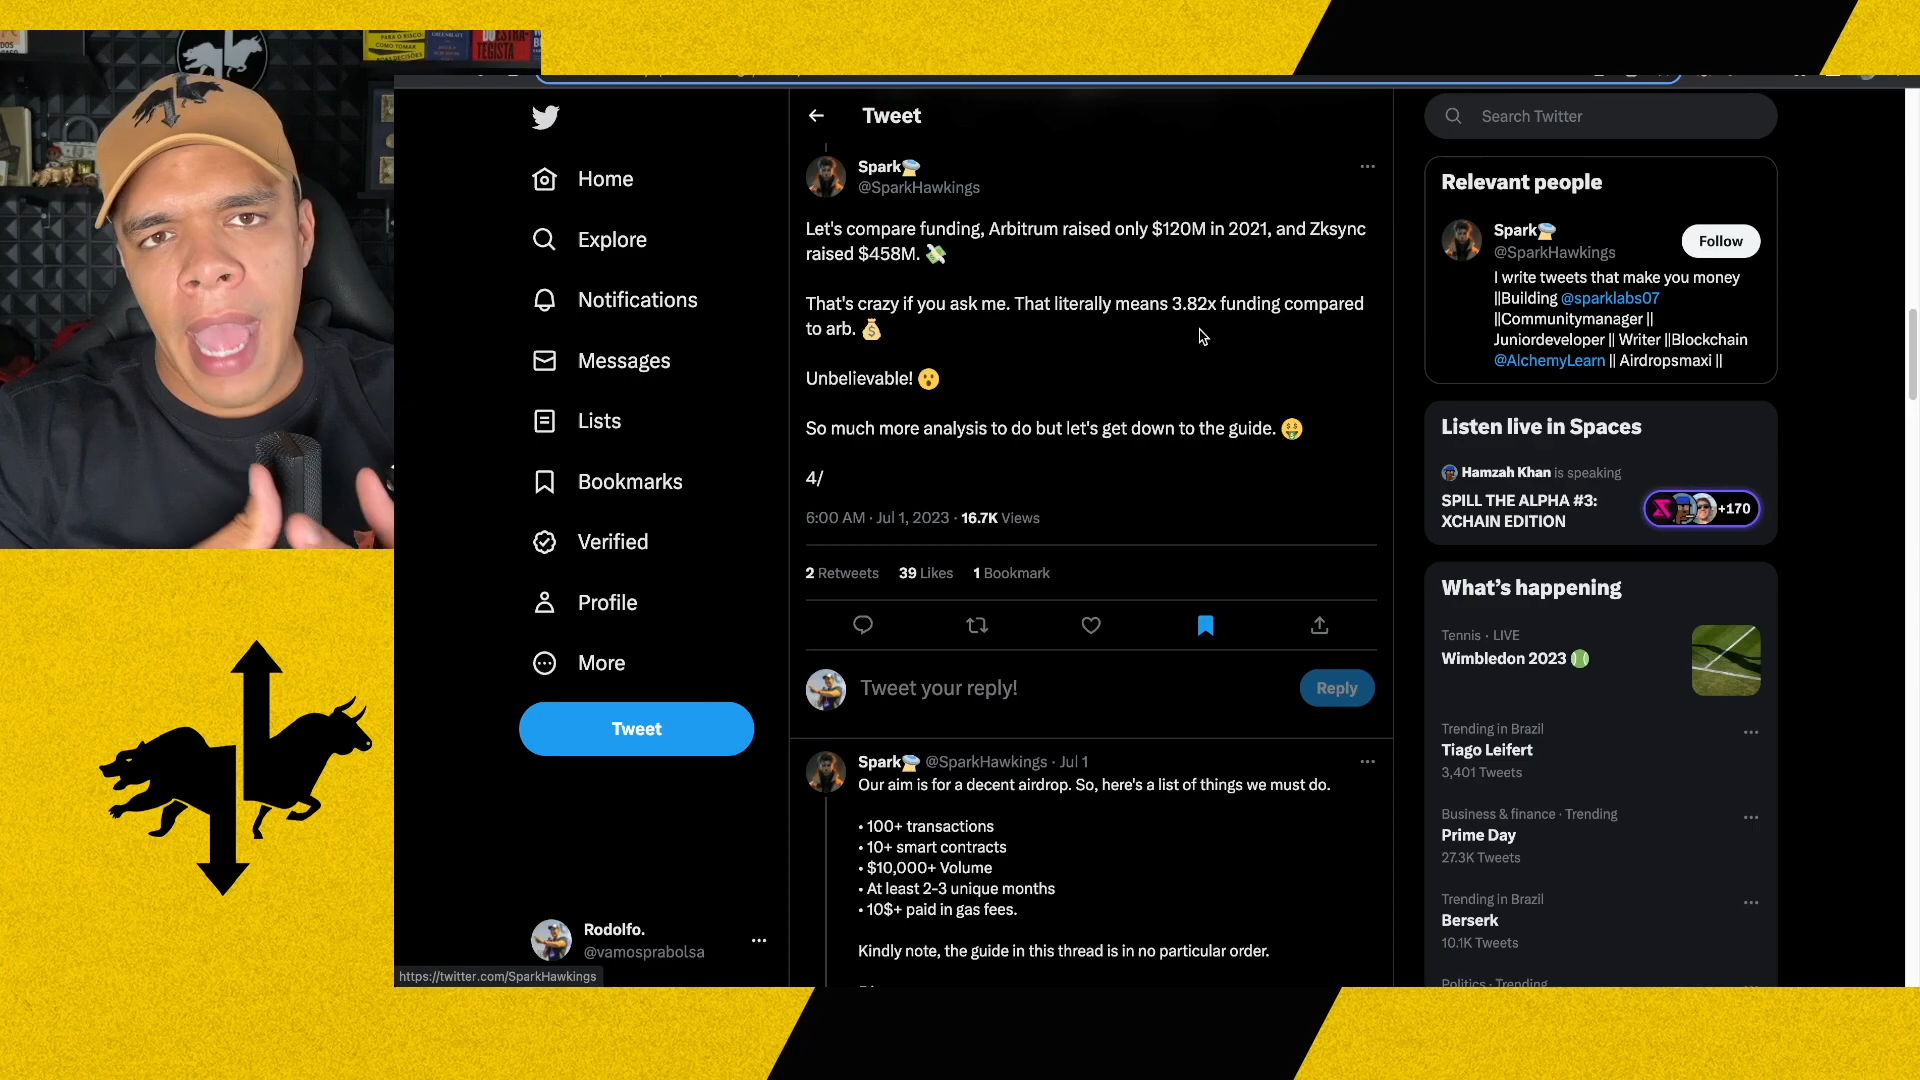 PARA O RISCO:
COMO TOMAR
DO ESTRA-
TEGISTA
Home
Explore
Notifications
Messages
Lists
Bookmarks
Verified
Profile
More
Tweet
Rodolfo.
@vamosprabolsa
https://twitter.com/SparkHawkings
Tweet
Spark
@SparkHawkings
Let's compare funding, Arbitrum raised only $120M in 2021, and Zksync
raised $458M. 💸
That's crazy if you ask me. That literally means 3.82x funding compared
to arb. 💰
Unbelievable! 😮
So much more analysis to do but let's get down to the guide. 🤑
4/
6:00 AM · Jul 1, 2023 · 16.7K Views
2 Retweets 39 Likes 1 Bookmark
Tweet your reply!
Reply
Spark @SparkHawkings · Jul 1
Our aim is for a decent airdrop. So, here's a list of things we must do.
• 100+ transactions
• 10+ smart contracts
• $10,000+ Volume
• At least 2-3 unique months
• 10$+ paid in gas fees.
Kindly note, the guide in this thread is in no particular order.
Search Twitter
Relevant people
Spark
@SparkHawkings
Follow
I write tweets that make you money
||Building @sparklabs07
||Communitymanager ||
Juniordeveloper || Writer ||Blockchain
@AlchemyLearn || Airdropsmaxi ||
Listen live in Spaces
Hamzah Khan is speaking
SPILL THE ALPHA #3:
XCHAIN EDITION
+170
What's happening
Tennis · LIVE
Wimbledon 2023 🎾
Trending in Brazil
Tiago Leifert
3,401 Tweets
Business & finance · Trending
Prime Day
27.3K Tweets
Trending in Brazil
Berserk
10.1K Tweets
Politics · Trending